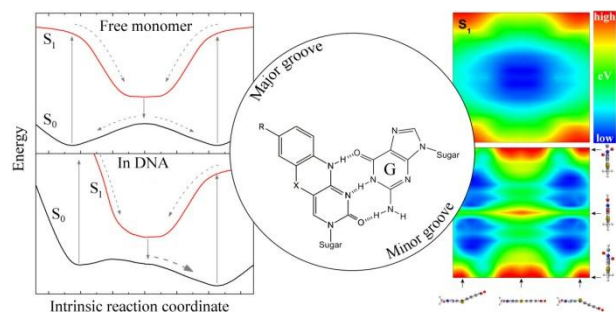 Free monomer
S1
S0
In DNA
S1
S0
Energy
Intrinsic reaction coordinate
Major groove
R
N
H
O
N
N
Sugar
G
X
N
H
N
N
N
O
H
N
H
N
Sugar
Minor groove
S1
high
eV
low